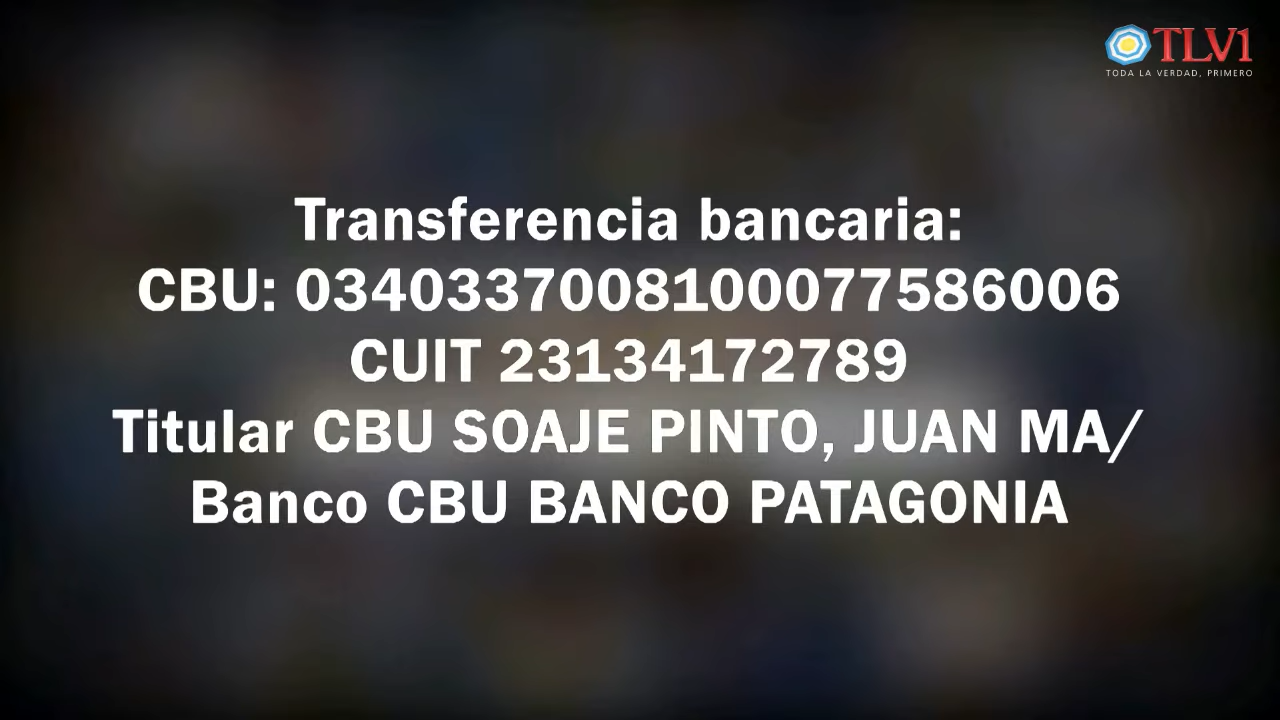 TLV1
TODA LA VERDAD, PRIMERO
Transferencia bancaria:
CBU: 0340337008100077586006
CUIT 23134172789
Titular CBU SOAJE PINTO, JUAN MA/
Banco CBU BANCO PATAGONIA